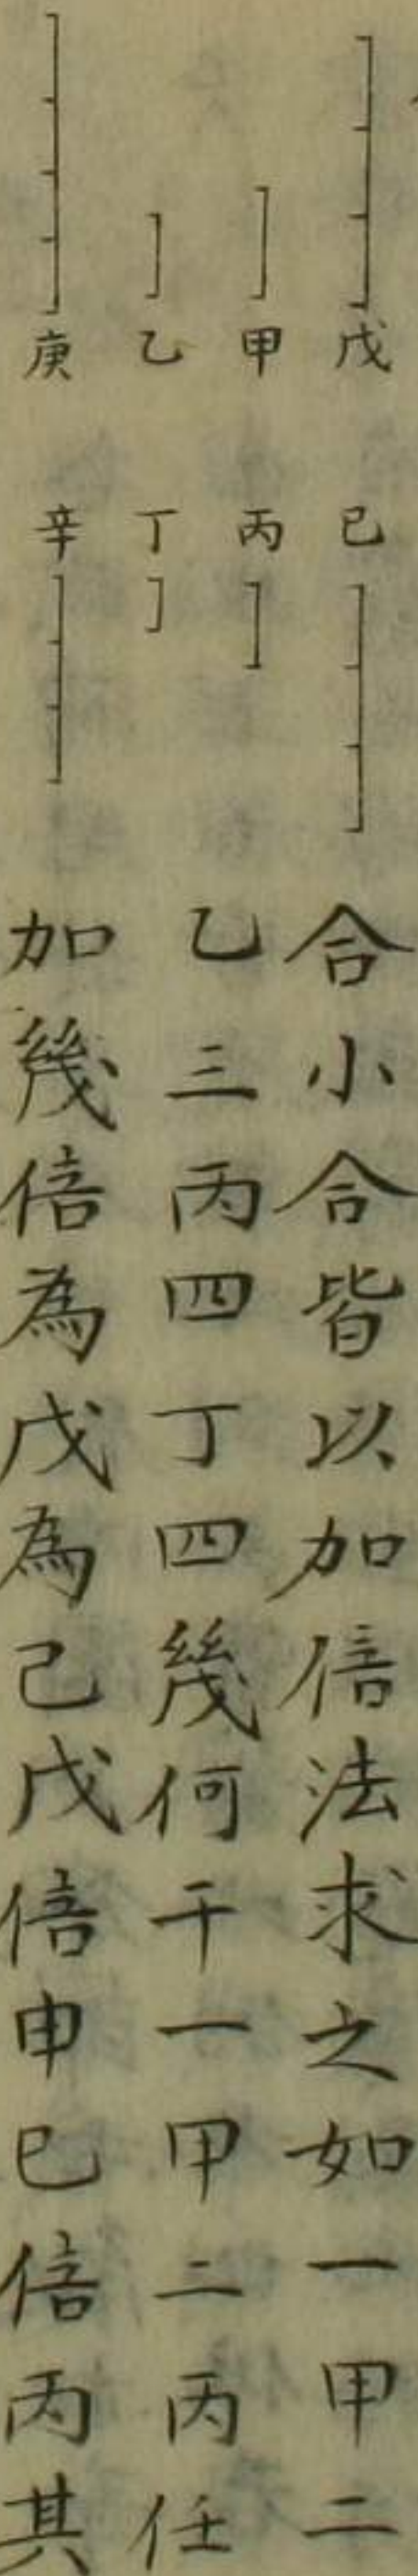 戊
甲
乙
庚
己
丙
丁
辛
合小合皆以加倍法求之如一甲二
乙三丙四丁四幾何于一甲二丙任
加幾倍為戊為己戊倍申巳倍丙其